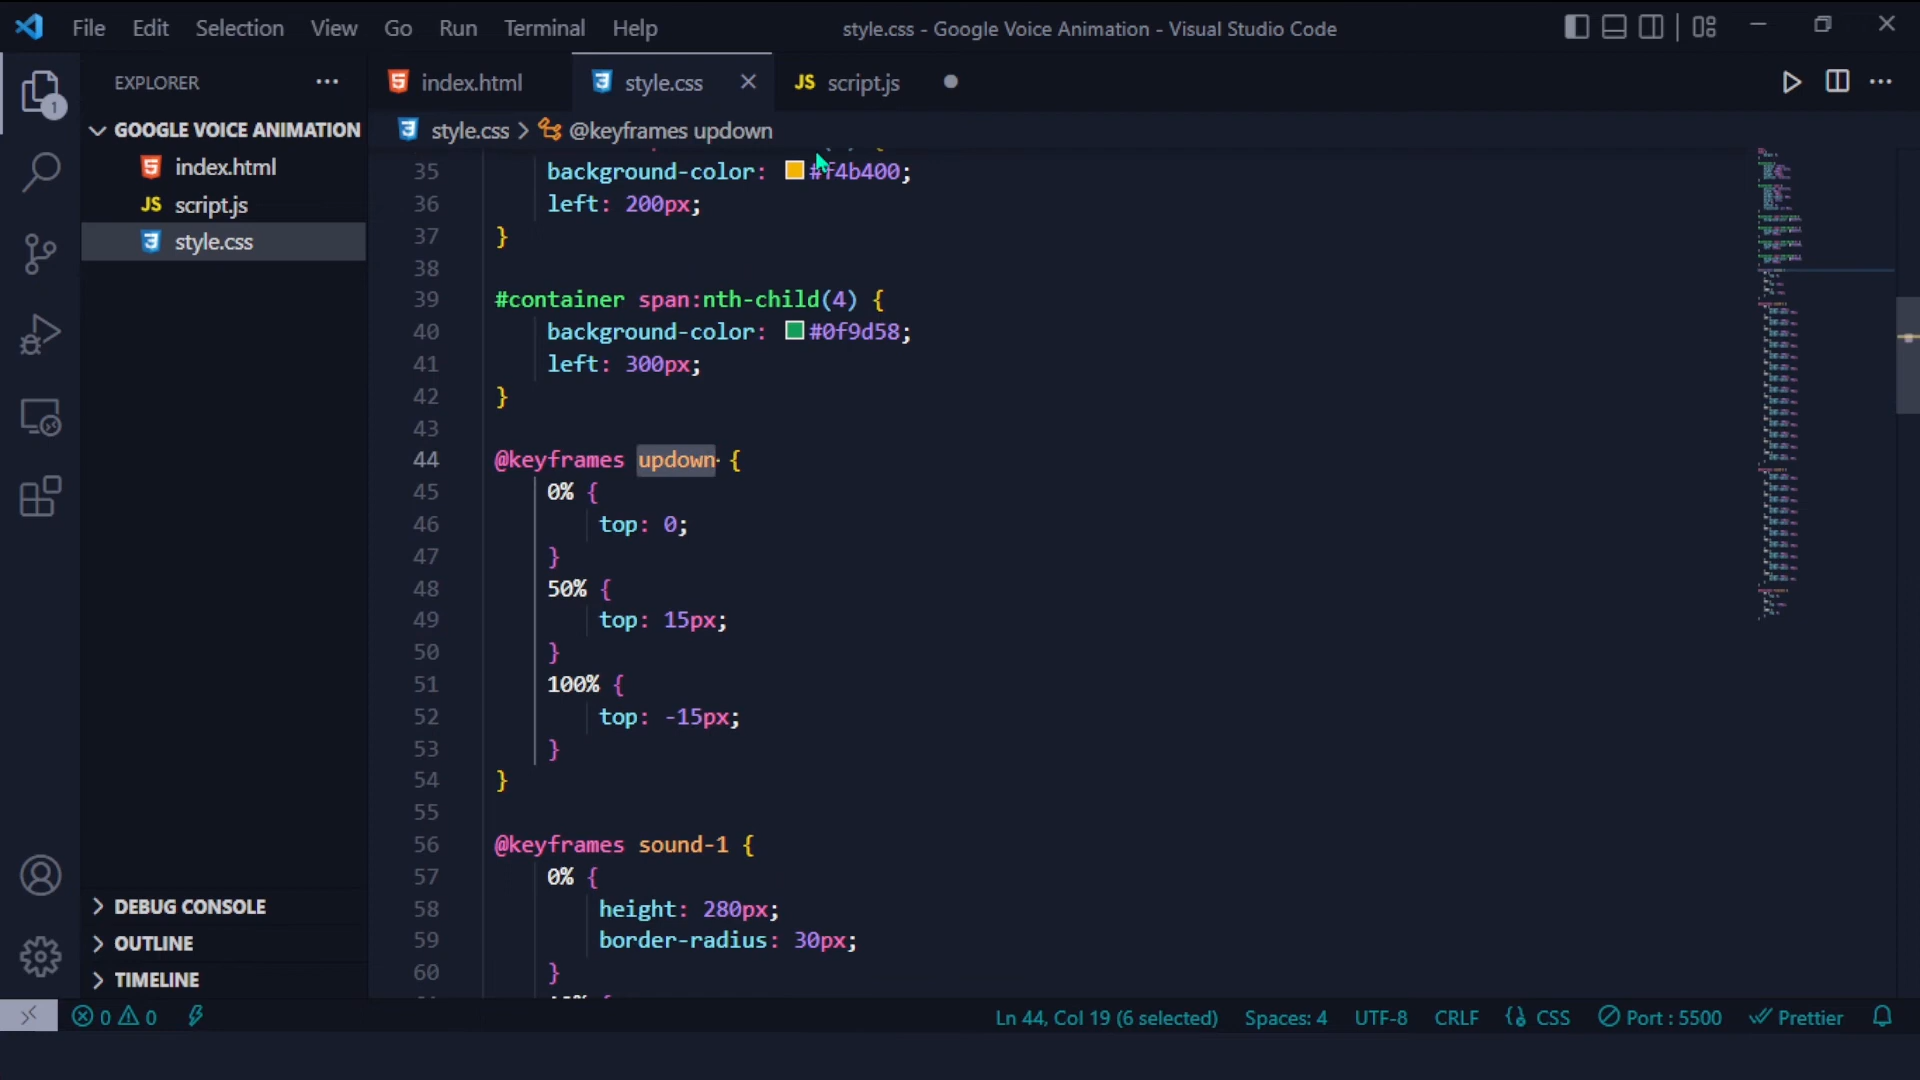 File Edit Selection View Go Run Terminal Help style.css - Google Voice Animation - Visual Studio Code
EXPLORER ··· index.html style.css JS script.js
GOOGLE VOICE ANIMATION style.css > @keyframes updown
index.html
JS script.js
style.css
1
35 background-color: #f4b400;
36 left: 200px;
37 }
38
39 #container span:nth-child(4) {
40 background-color: #0f9d58;
41 left: 300px;
42 }
43
44 @keyframes updown {
45 0% {
46 top: 0;
47 }
48 50% {
49 top: 15px;
50 }
51 100% {
52 top: -15px;
53 }
54 }
55
56 @keyframes sound-1 {
57 0% {
58 height: 280px;
59 border-radius: 30px;
60 }
DEBUG CONSOLE
OUTLINE
TIMELINE
0 0 Ln 44, Col 19 (6 selected) Spaces: 4 UTF-8 CRLF CSS Port : 5500 Prettier